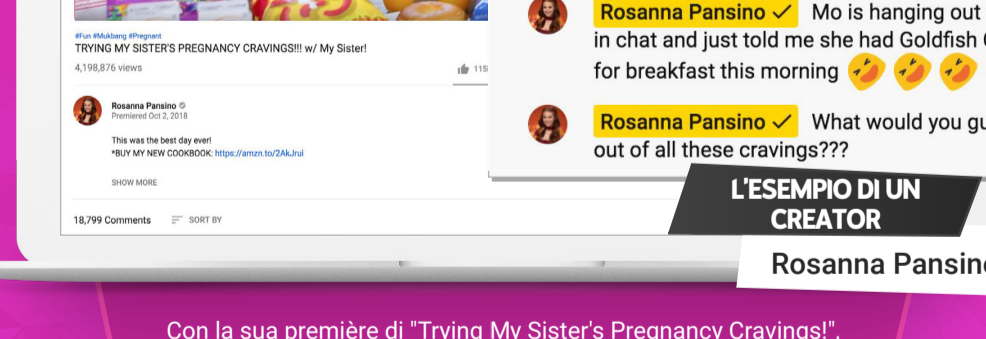 #Fun #Mukbang #Pregnant
TRYING MY SISTER'S PREGNANCY CRAVINGS!!! w/ My Sister!
4,198,876 views
Rosanna Pansino
Premiered Oct 2, 2018
This was the best day ever!
*BUY MY NEW COOKBOOK: https://amzn.to/2AkJrui
SHOW MORE
18,799 Comments SORT BY
Rosanna Pansino ✓ Mo is hanging out
in chat and just told me she had Goldfish
for breakfast this morning 🤣 🤣 🤣
Rosanna Pansino ✓ What would you
out of all these cravings???
L'ESEMPIO DI UN
CREATOR
Rosanna Pansino
Con la sua première di "Trying My Sister's Pregnancy Cravings!",